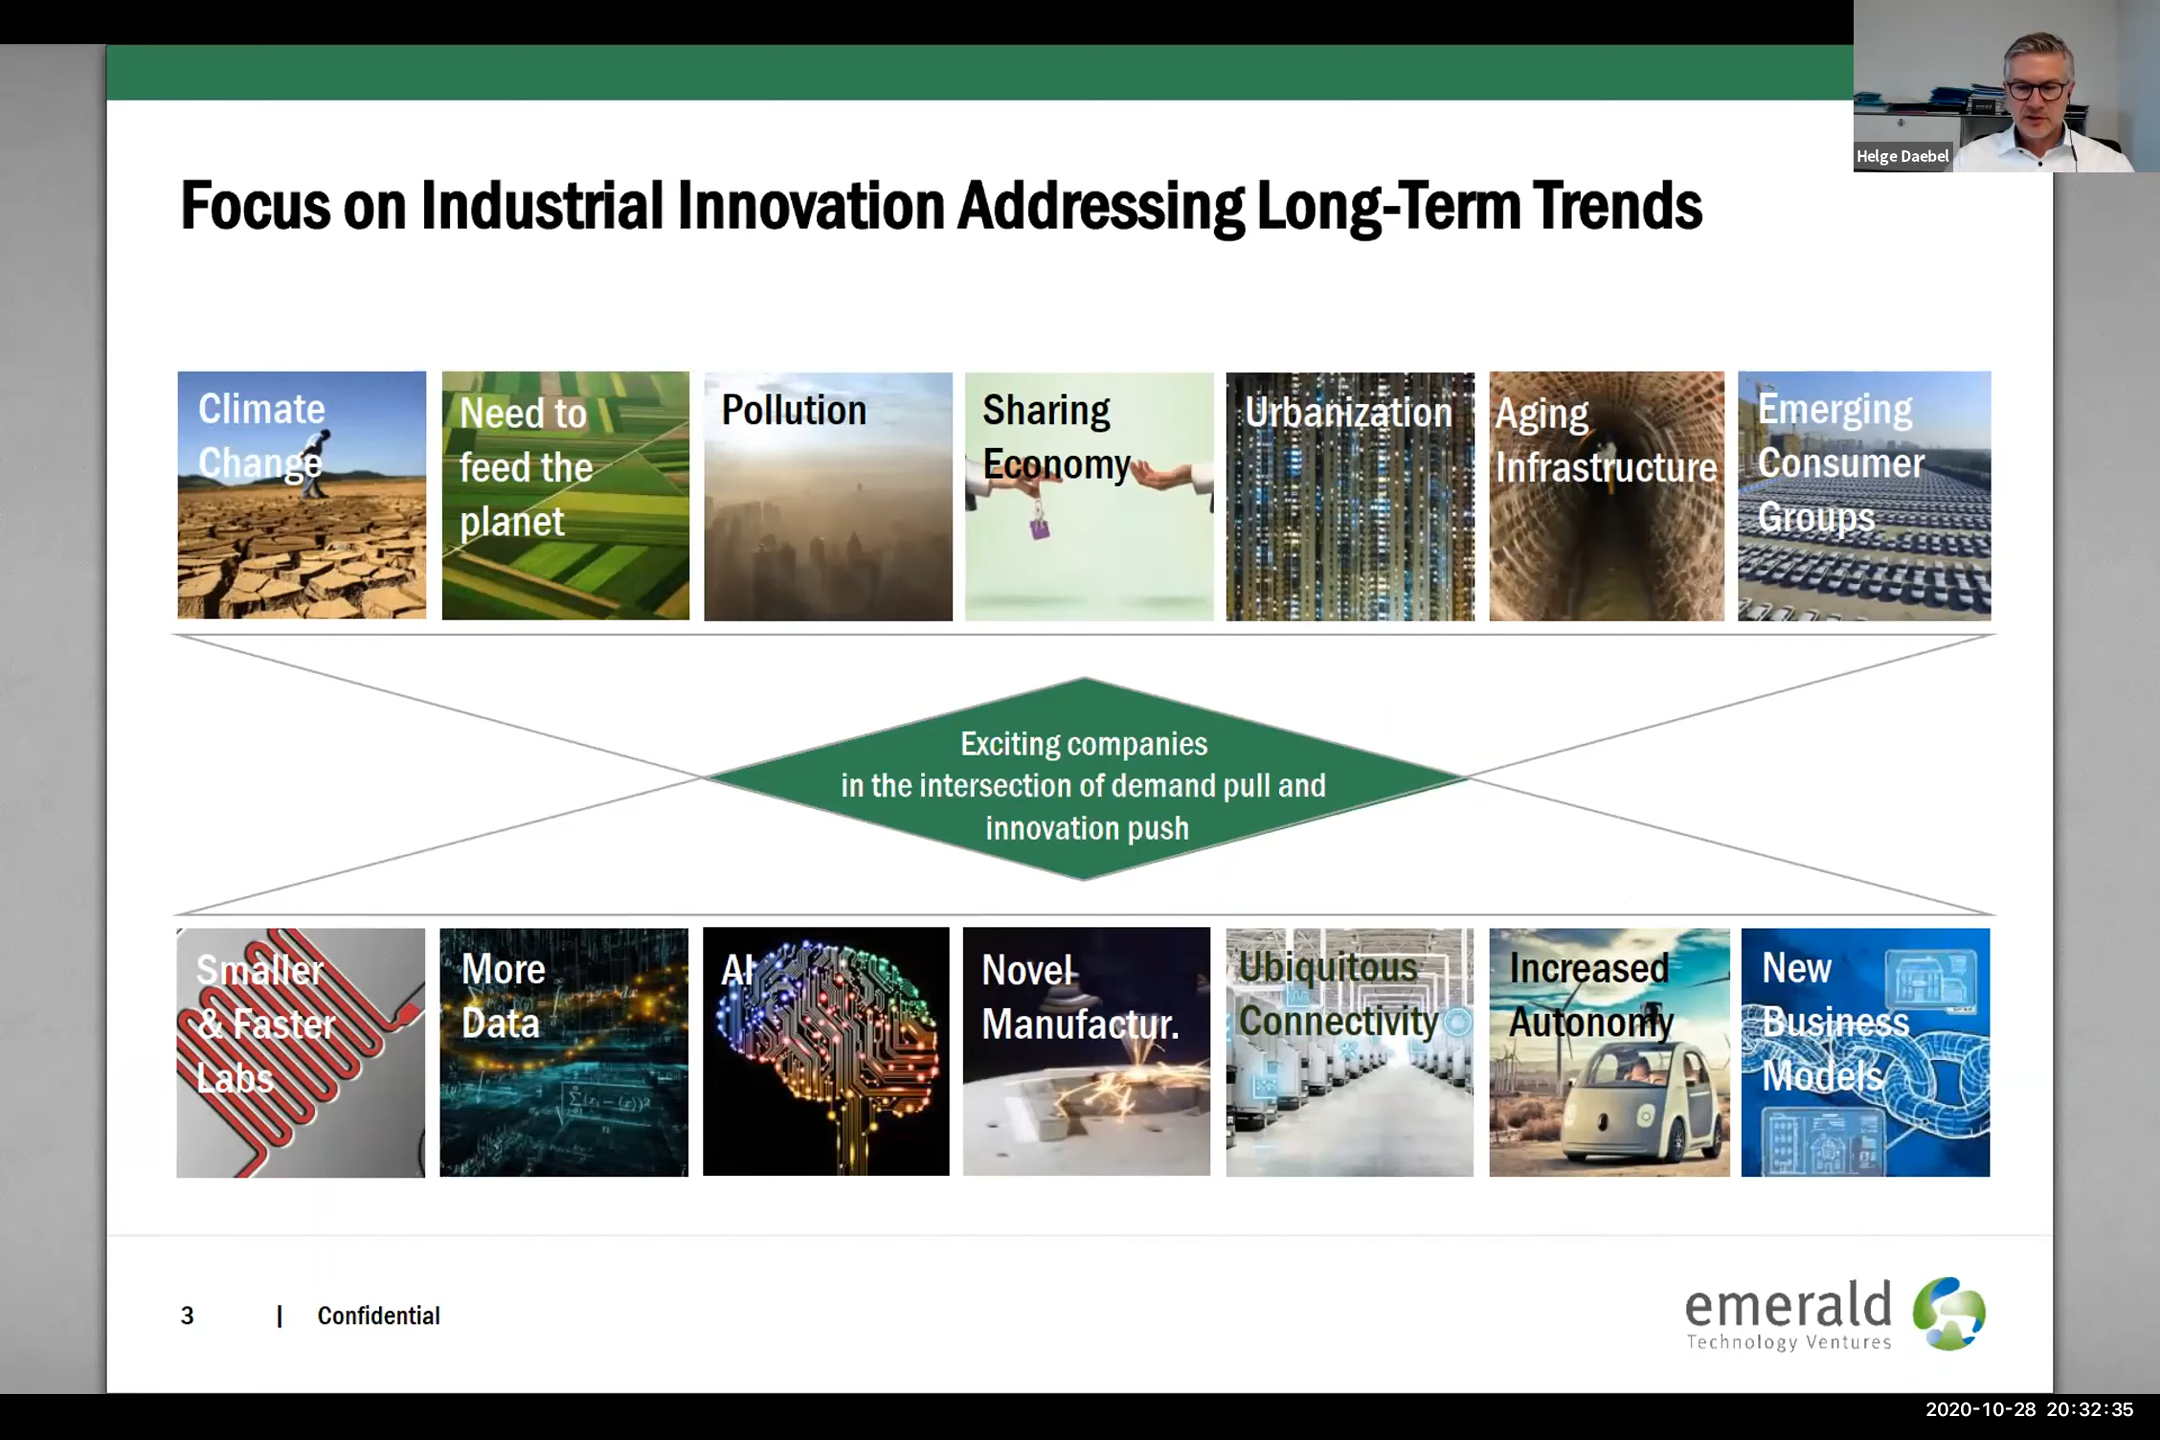 Helge Daebel
Focus on Industrial Innovation Addressing Long-Term Trends
Climate
Change
Need to
feed the
planet
Pollution
Sharing
Economy
Urbanization
Aging
Infrastructure
Emerging
Consumer
Groups
Exciting companies
in the intersection of demand pull and
innovation push
Smaller
& Faster
Labs
More
Data
AI
Novel
Manufactur.
Ubiquitous
Connectivity
Increased
Autonomy
New
Business
Models
3 | Confidential
emerald
Technology Ventures
2020-10-28 20:32:35